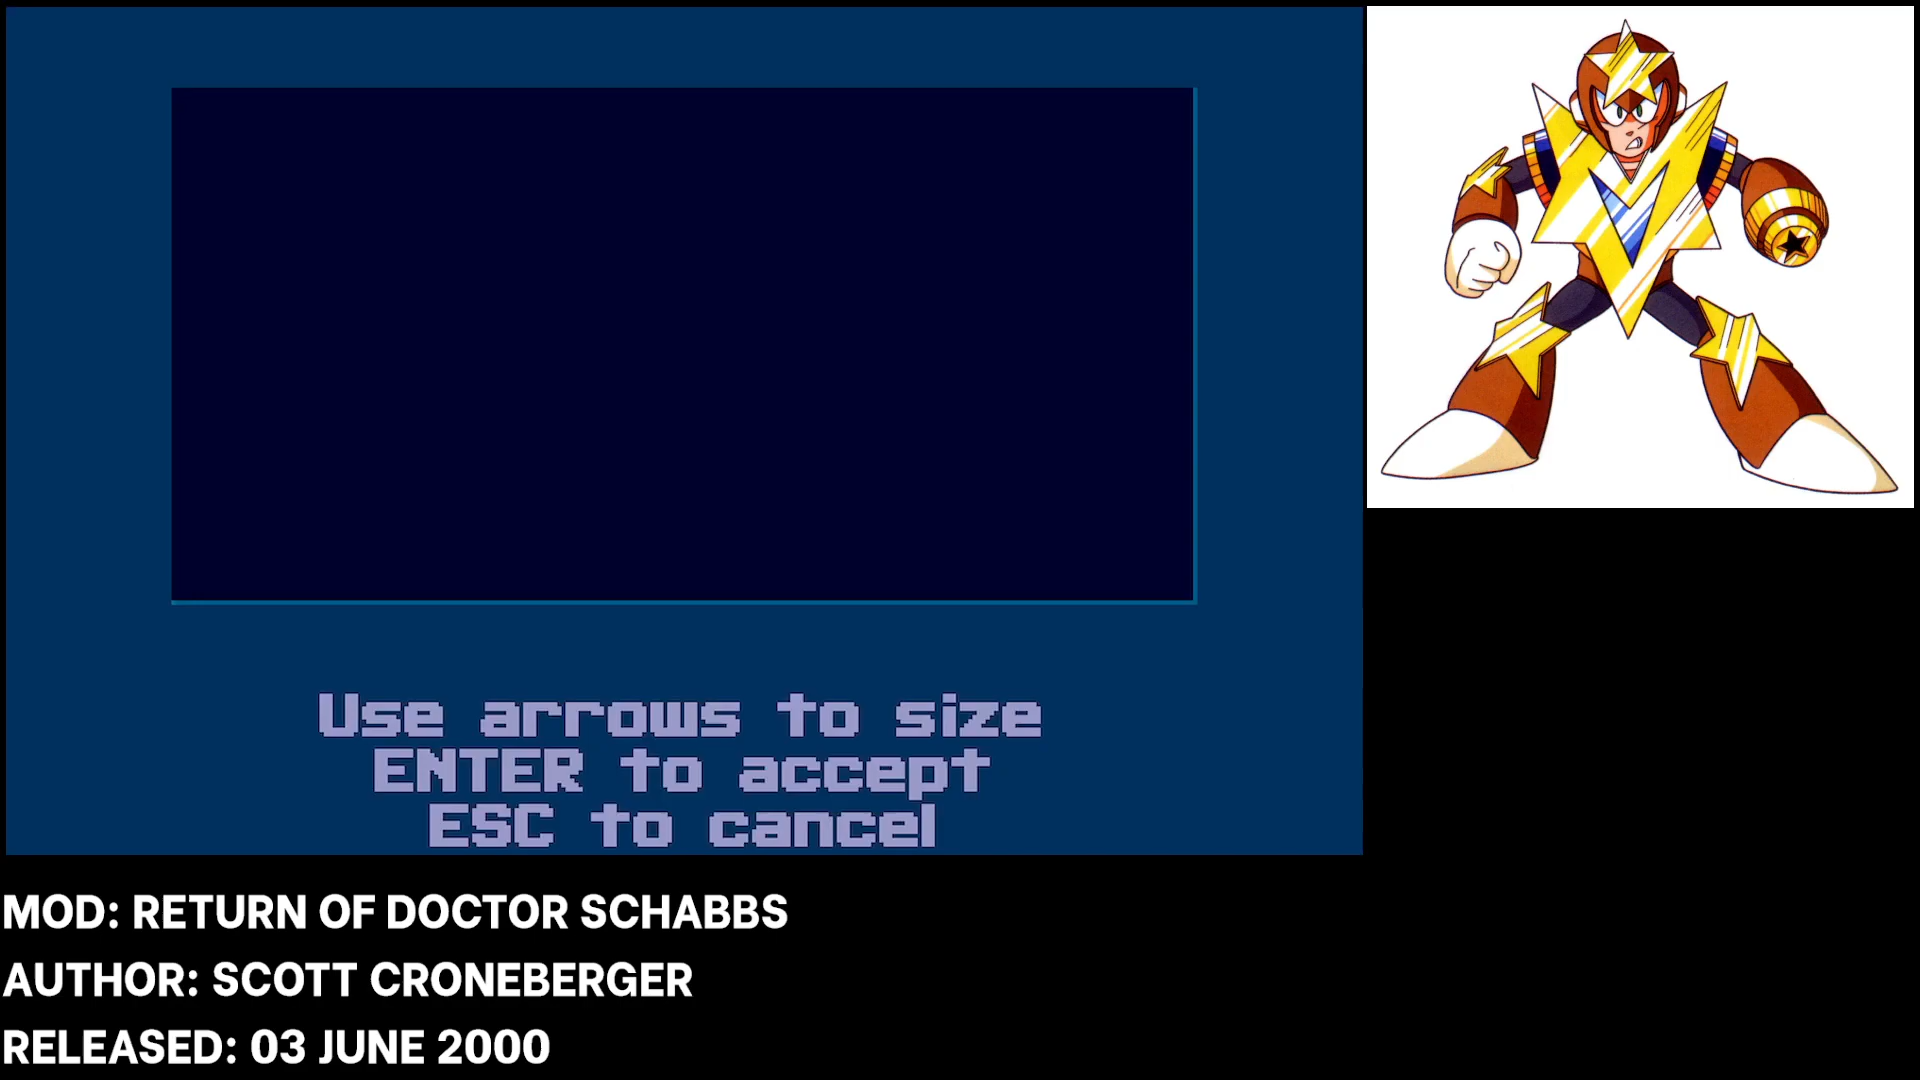 Use arrows to size
ENTER to accept
ESC to cancel
MOD: RETURN OF DOCTOR SCHABBS
AUTHOR: SCOTT CRONEBERGER
RELEASED: 03 JUNE 2000